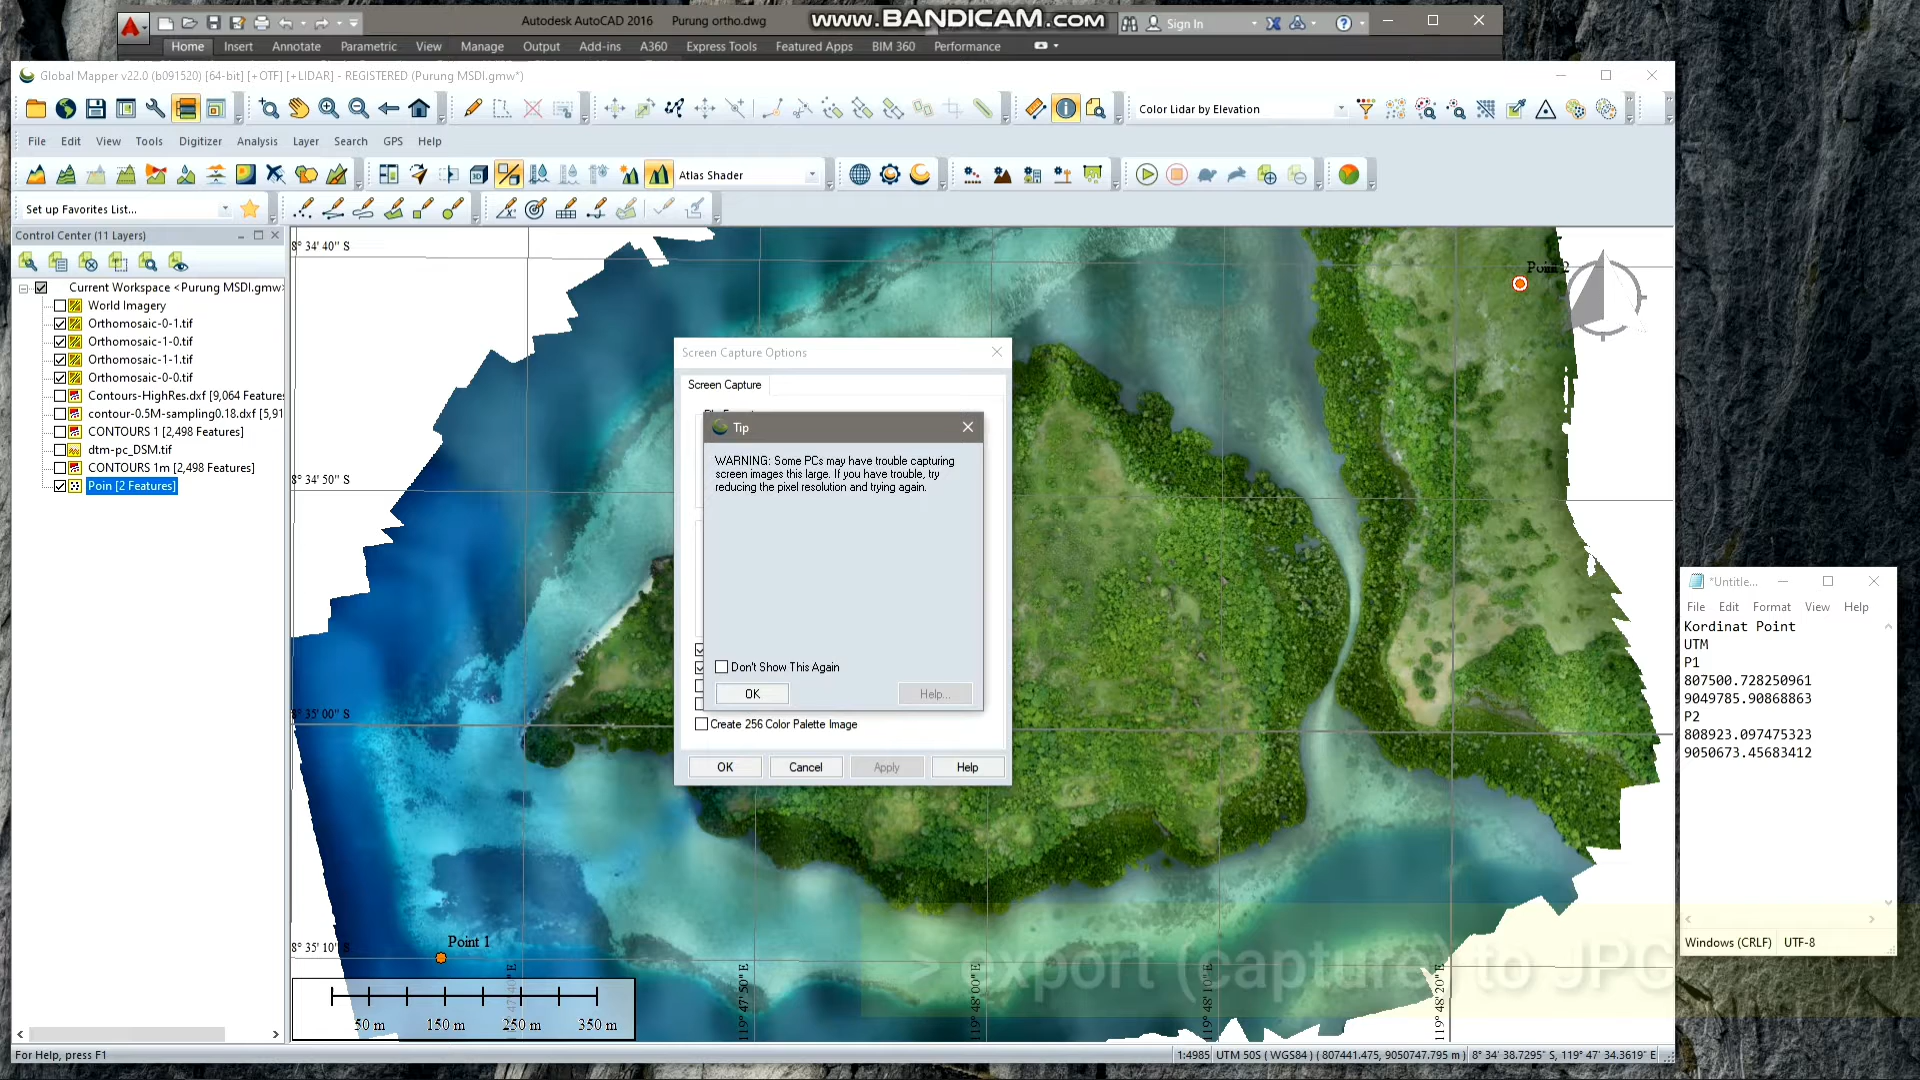 Autodesk AutoCAD 2016 Purung ortho.dwg
www.BANDICAM.com
Sign In
Home Insert Annotate Parametric View Manage Output Add-ins A360 Express Tools Featured Apps BIM 360 Performance
Global Mapper v22.0 (b091520) [64-bit] [+OTF] [+LIDAR] - REGISTERED (Purung MSDI.gmw*)
Color Lidar by Elevation
File Edit View Tools Digitizer Analysis Layer Search GPS Help
Atlas Shader
Set up Favorites List...
Control Center (11 Layers)
Current Workspace <Purung MSDI.gmw>
World Imagery
Orthomosaic-0-1.tif
Orthomosaic-1-0.tif
Orthomosaic-1-1.tif
Orthomosaic-0-0.tif
Contours-HighRes.dxf [9,064 Features
contour-0.5M-sampling0.18.dxf [5,91
CONTOURS 1 [2,498 Features]
dtm-pc_DSM.tif
CONTOURS 1m [2,498 Features]
Poin [2 Features]
8° 34' 40" S
8° 34' 50" S
8° 35' 00" S
8° 35' 10" S
Point 2
Point 1
Screen Capture Options
Screen Capture
Tip
WARNING: Some PCs may have trouble capturing
screen images this large. If you have trouble, try
reducing the pixel resolution and trying again.
Don't Show This Again
OK Help...
Create 256 Color Palette Image
OK Cancel Apply Help
119° 47' 40" E
119° 47' 50" E
119° 48' 00" E
119° 48' 10" E
119° 48' 20" E
50 m 150 m 250 m 350 m
> export (capture) to JPG
*Untitle...
File Edit Format View Help
Kordinat Point
UTM
P1
807500.728250961
9049785.90868863
P2
808923.097475323
9050673.45683412
Windows (CRLF) UTF-8
For Help, press F1
1:4985 UTM 50S ( WGS84 ) ( 807441.475, 9050747.795 m ) 8° 34' 38.7295" S, 119° 47' 34.3619" E